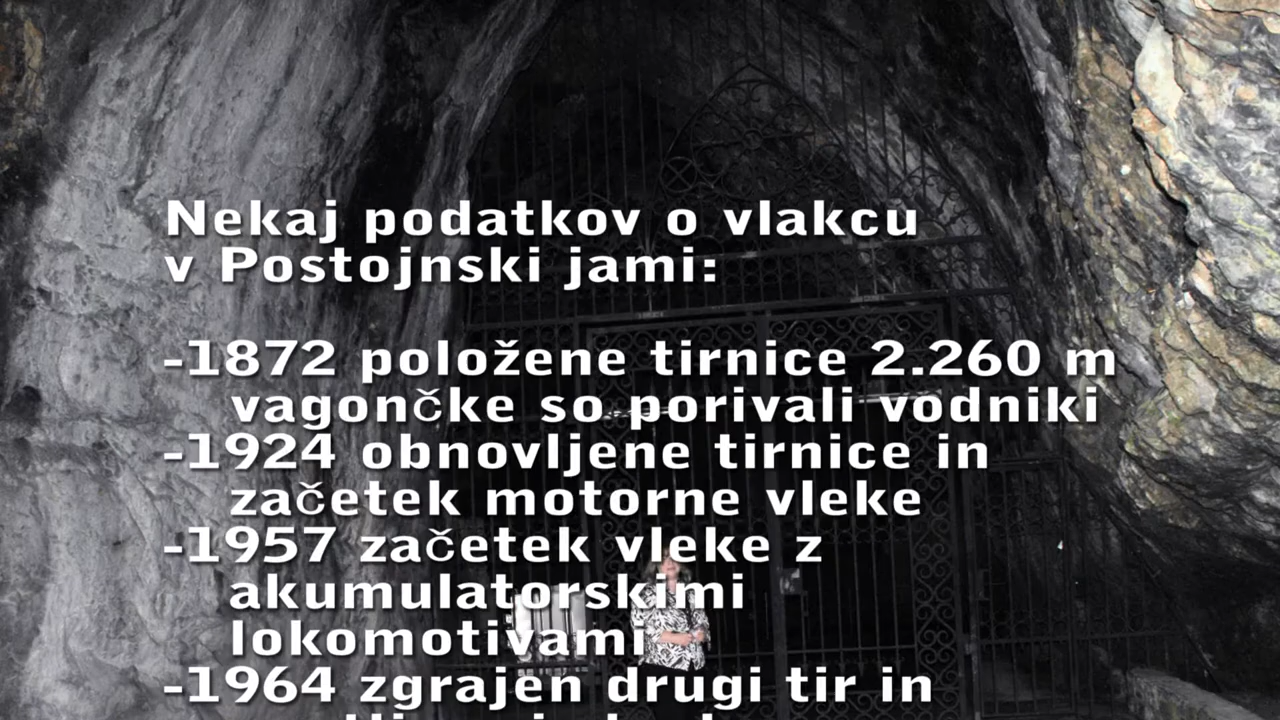 Nekaj podatkov o vlakcu
v Postojnski jami:
-1872 položene tirnice 2.260 m
vagončke so porivali vodniki
-1924 obnovljene tirnice in
začetek motorne vleke
-1957 začetek vleke z
akumulatorskimi
lokomotivami
-1964 zgrajen drugi tir in